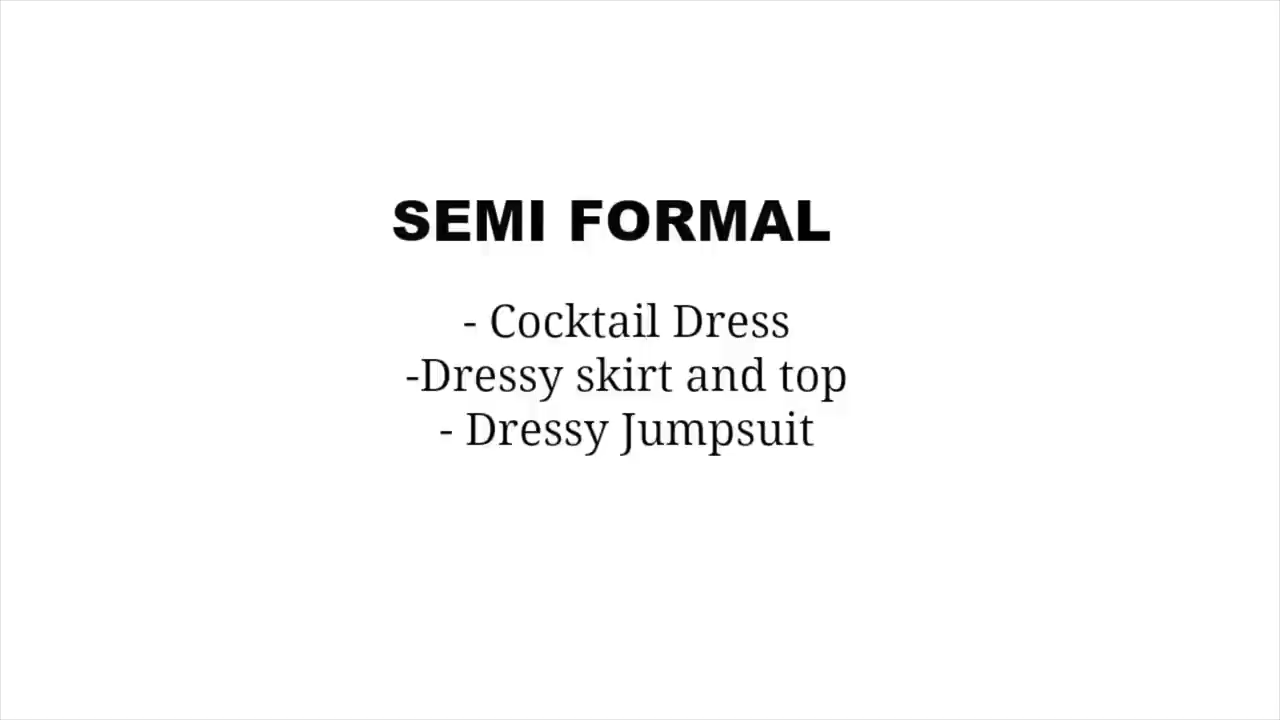 SEMI FORMAL
- Cocktail Dress
-Dressy skirt and top
- Dressy Jumpsuit